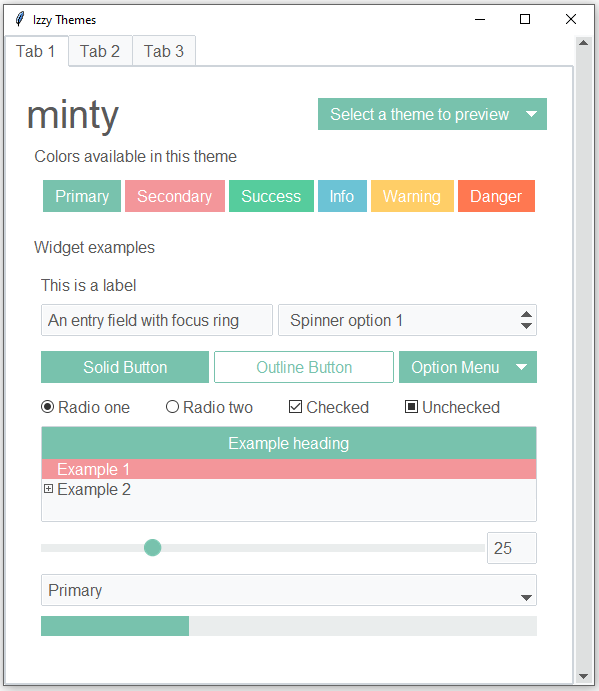 Izzy Themes
Tab 1 Tab 2 Tab 3
minty
Select a theme to preview
Colors available in this theme
Primary Secondary Success Info Warning Danger
Widget examples
This is a label
An entry field with focus ring Spinner option 1
Solid Button Outline Button Option Menu
Radio one Radio two Checked Unchecked
Example heading
Example 1
Example 2
25
Primary